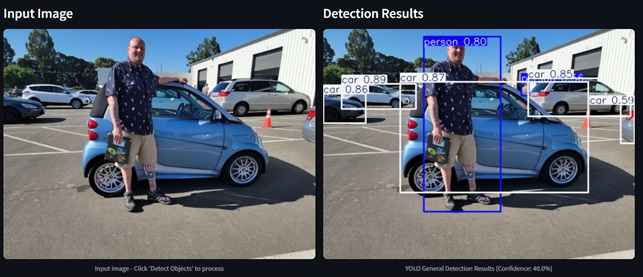 Input Image
Detection Results
person 0.80
car 0.89
car 0.87
car 0.85
car 0.86
car 0.59
Input Image - Click 'Detect Objects' to process
YOLO General Detection Results (Confidence: 40.0%)